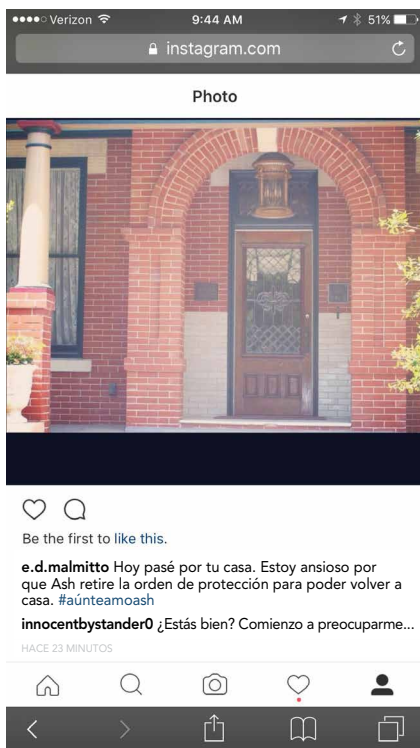 Verizon 9:44 AM 51%
instagram.com
Photo
Be the first to like this.
e.d.malmitto Hoy pasé por tu casa. Estoy ansioso por
que Ash retire la orden de protección para poder volver a
casa. #aúnteamoash
innocentbystander0 ¿Estás bien? Comienzo a preocuparme...
HACE 23 MINUTOS